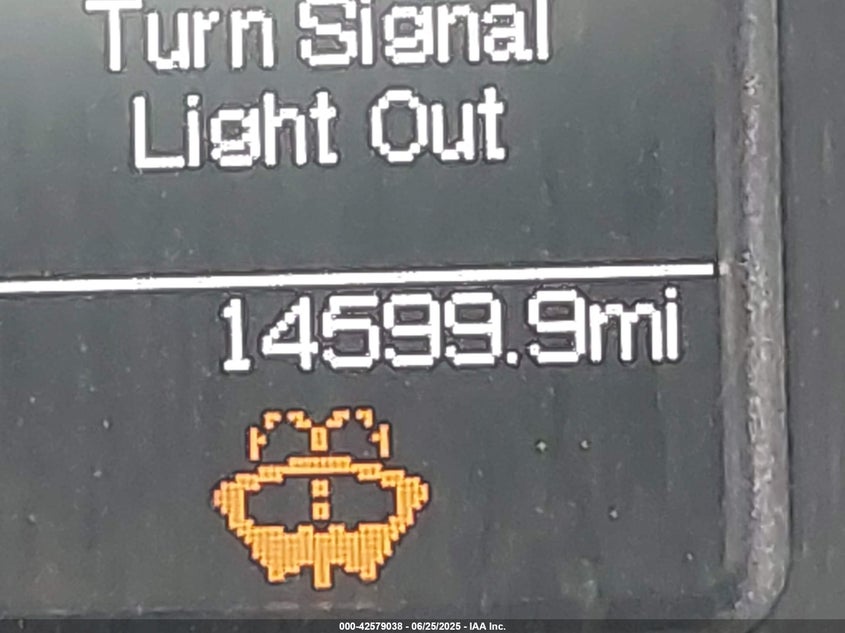 Turn Signal
Light Out
14599.9mi
000-42579038 - 06/25/2025 - IAA Inc.